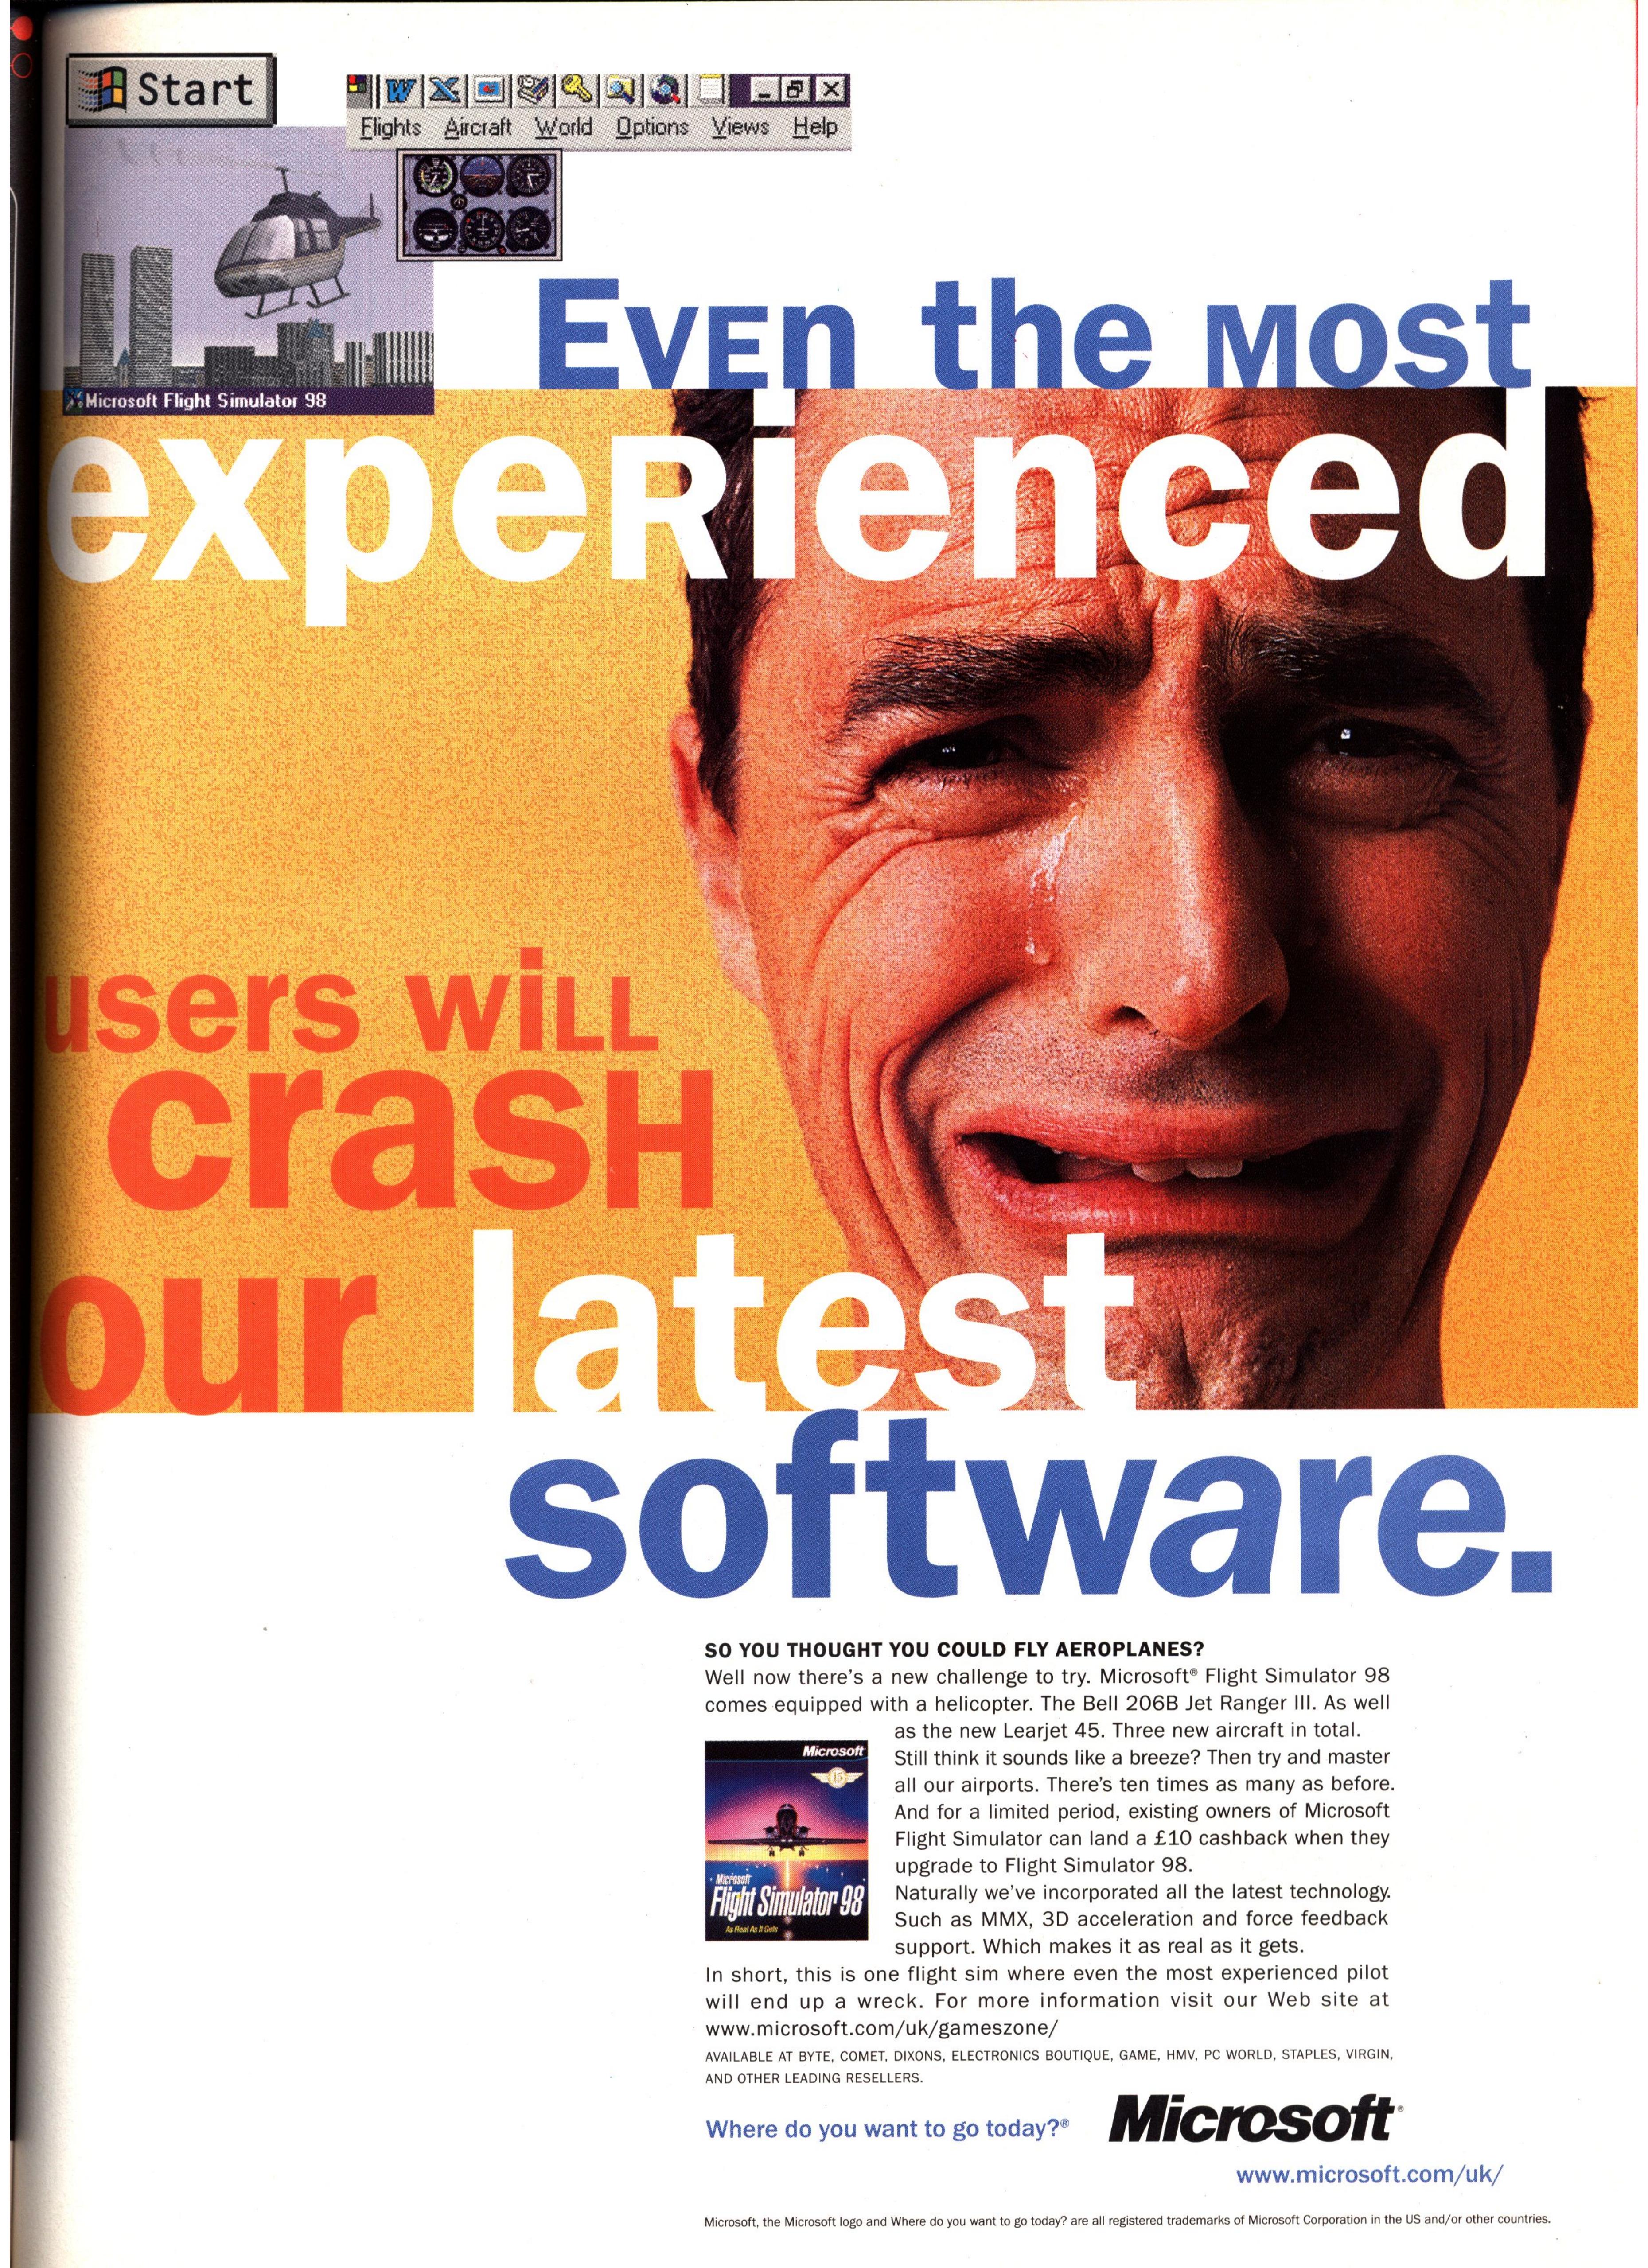 Start
Flights Aircraft World Options Views Help
Microsoft Flight Simulator 98
EvEn the Most
expeRienced
users wiLL
crasH
our latest
software.
SO YOU THOUGHT YOU COULD FLY AEROPLANES?
Well now there's a new challenge to try. Microsoft® Flight Simulator 98
comes equipped with a helicopter. The Bell 206B Jet Ranger III. As well
as the new Learjet 45. Three new aircraft in total.
Still think it sounds like a breeze? Then try and master
all our airports. There's ten times as many as before.
And for a limited period, existing owners of Microsoft
Flight Simulator can land a £10 cashback when they
upgrade to Flight Simulator 98.
Naturally we've incorporated all the latest technology.
Such as MMX, 3D acceleration and force feedback
support. Which makes it as real as it gets.
Microsoft
15
Microsoft
Flight Simulator 98
As Real As It Gets
In short, this is one flight sim where even the most experienced pilot
will end up a wreck. For more information visit our Web site at
www.microsoft.com/uk/gameszone/
AVAILABLE AT BYTE, COMET, DIXONS, ELECTRONICS BOUTIQUE, GAME, HMV, PC WORLD, STAPLES, VIRGIN,
AND OTHER LEADING RESELLERS.
Where do you want to go today?® Microsoft®
www.microsoft.com/uk/
Microsoft, the Microsoft logo and Where do you want to go today? are all registered trademarks of Microsoft Corporation in the US and/or other countries.